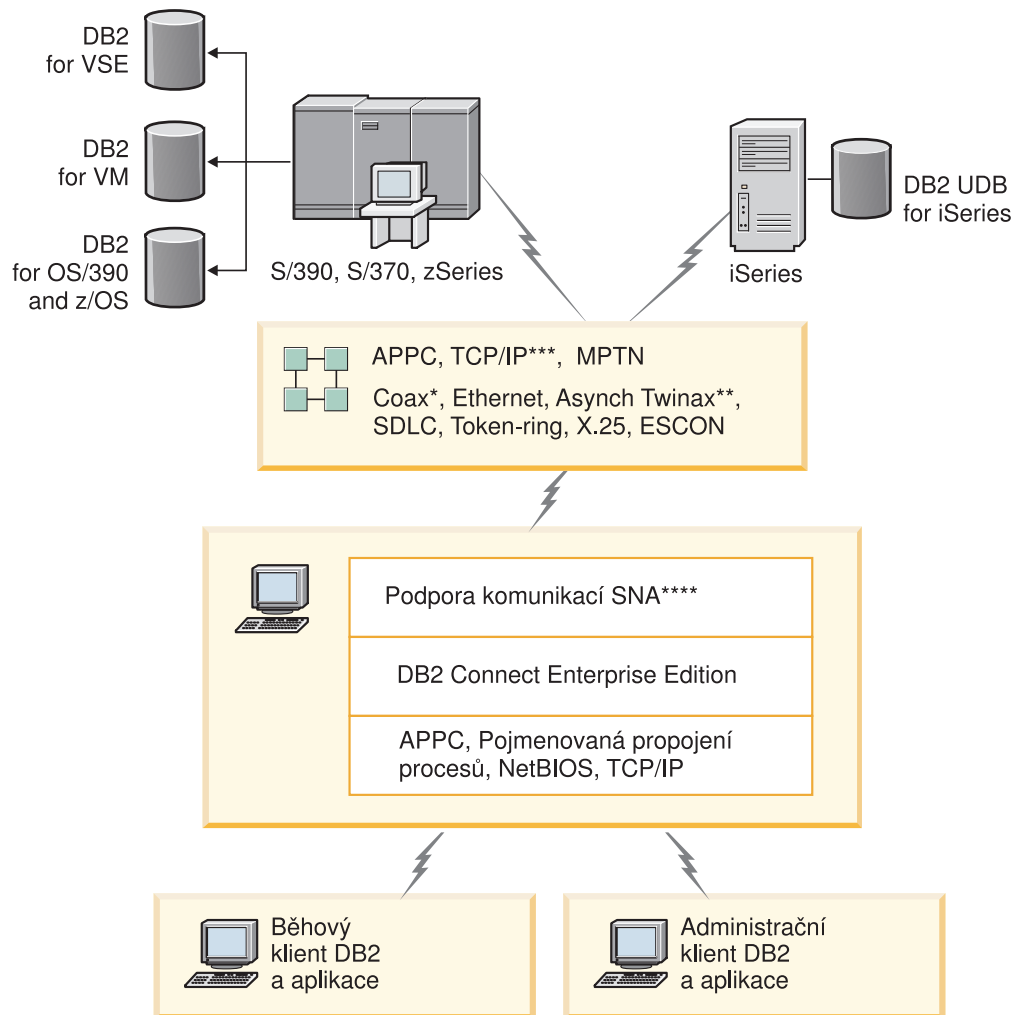 DB2
for VSE
DB2
for VM
DB2
for OS/390
and z/OS
S/390, S/370, zSeries
iSeries
DB2 UDB
for iSeries
APPC, TCP/IP***, MPTN
Coax*, Ethernet, Asynch Twinax**,
SDLC, Token-ring, X.25, ESCON
Podpora komunikací SNA****
DB2 Connect Enterprise Edition
APPC, Pojmenovaná propojení
procesů, NetBIOS, TCP/IP
Běhový
klient DB2
a aplikace
Administrační
klient DB2
a aplikace